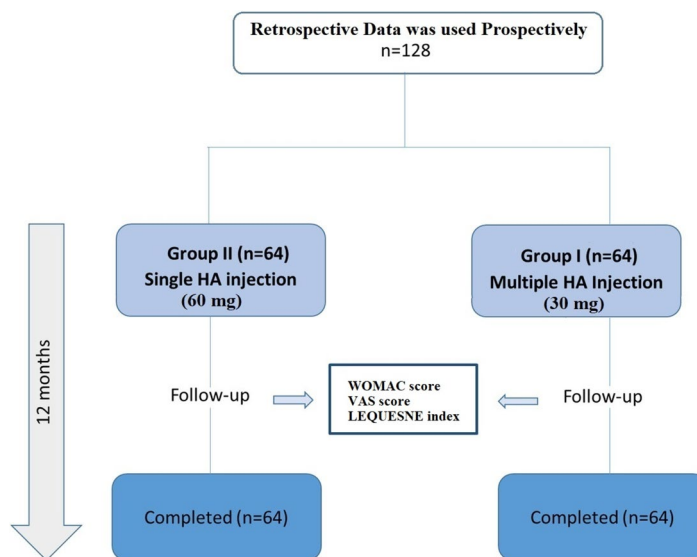 Retrospective Data was used Prospectively
n=128
12 months
Group II (n=64)
Single HA injection
(60 mg)
Group I (n=64)
Multiple HA Injection
(30 mg)
Follow-up
WOMAC score
VAS score
LEQUESNE index
Follow-up
Completed (n=64)
Completed (n=64)